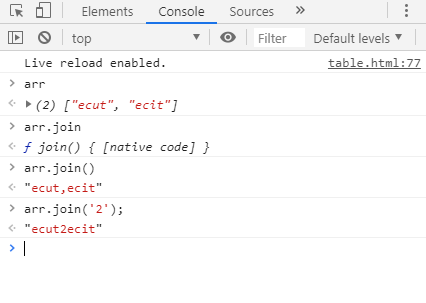 Elements Console Sources »
top Filter Default levels
Live reload enabled. table.html:77
arr
(2) ["ecut", "ecit"]
arr.join
ƒ join() { [native code] }
arr.join()
"ecut,ecit"
arr.join('2');
"ecut2ecit"